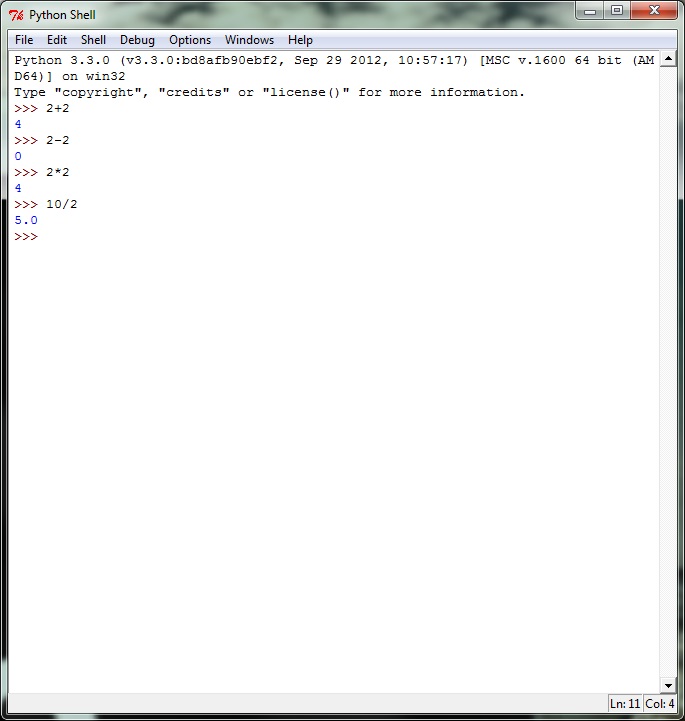 Python Shell
File Edit Shell Debug Options Windows Help
Python 3.3.0 (v3.3.0:bd8afb90ebf2, Sep 29 2012, 10:57:17) [MSC v.1600 64 bit (AM
D64)] on win32
Type "copyright", "credits" or "license()" for more information.
>>> 2+2
4
>>> 2-2
0
>>> 2*2
4
>>> 10/2
5.0
>>>
Ln: 11 Col: 4